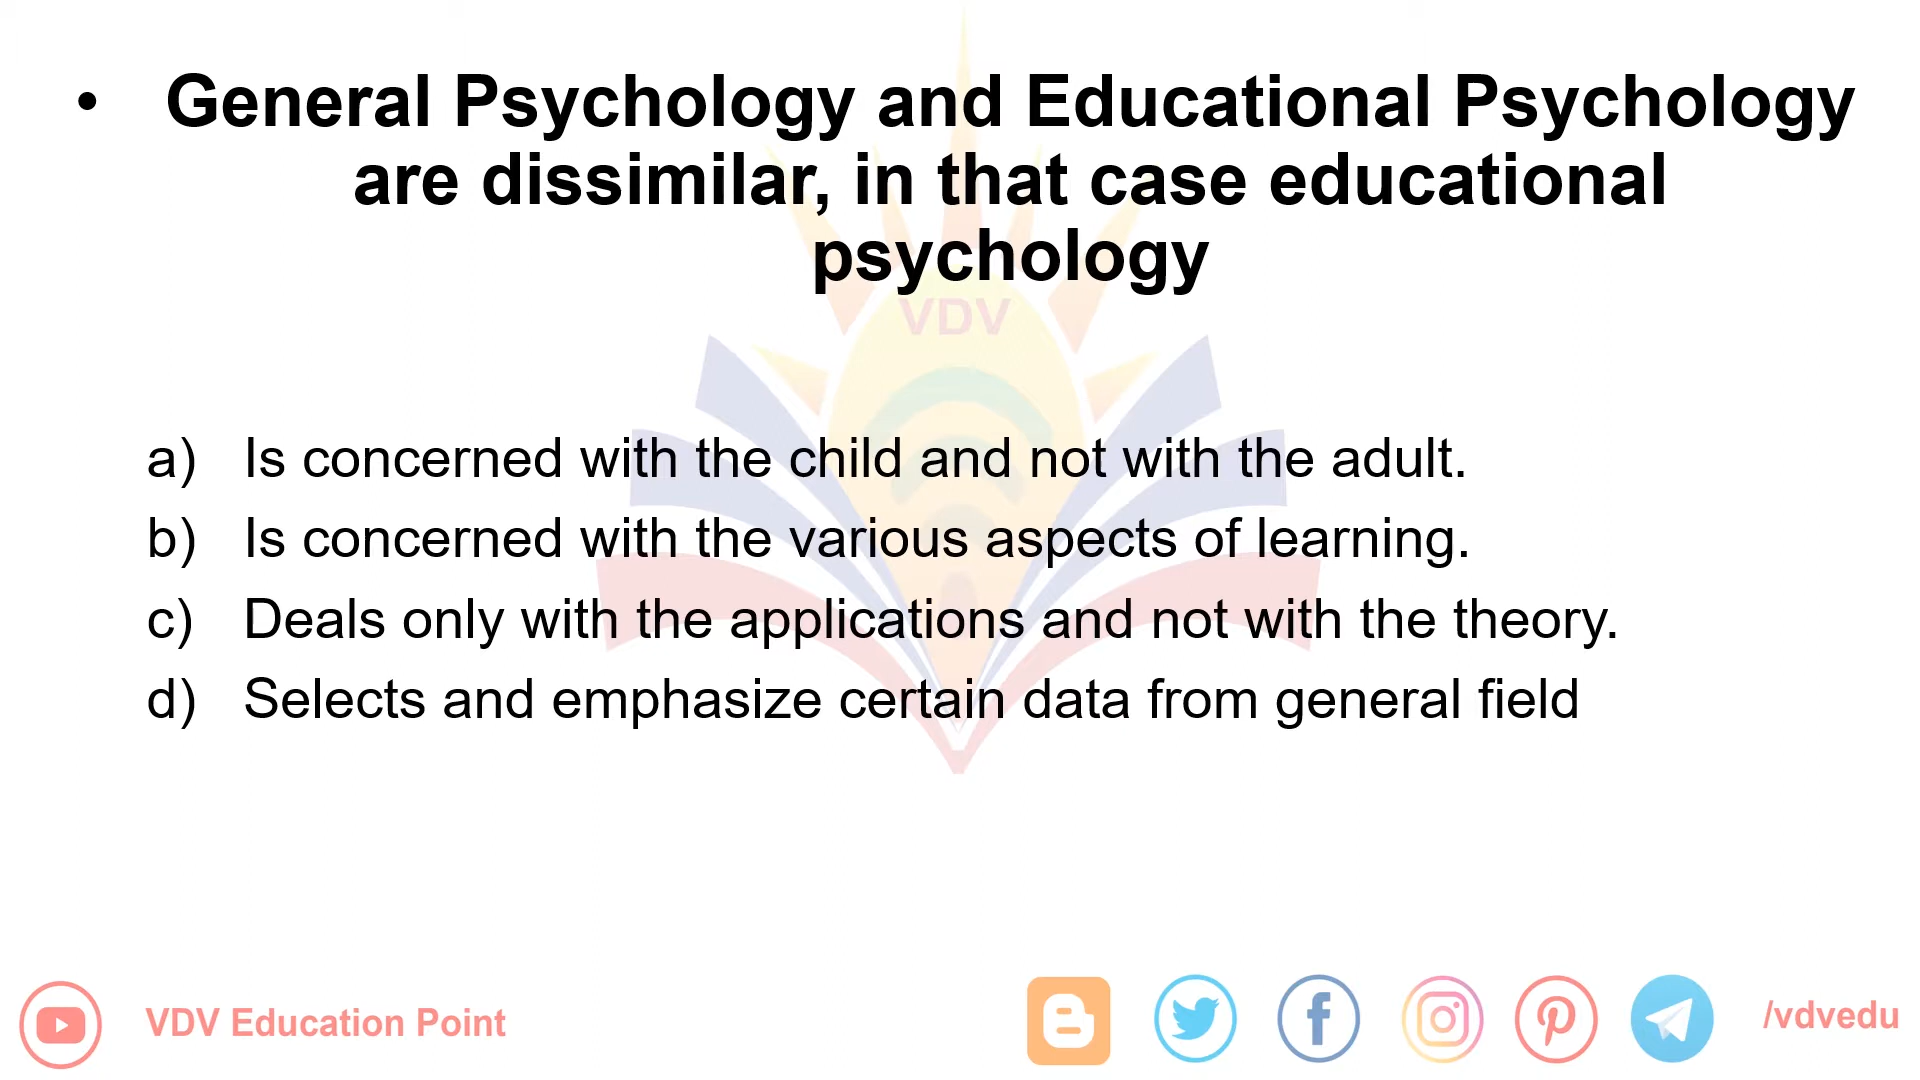 • General Psychology and Educational Psychology
are dissimilar, in that case educational
psychology
VDV
a) Is concerned with the child and not with the adult.
b) Is concerned with the various aspects of learning.
c) Deals only with the applications and not with the theory.
d) Selects and emphasize certain data from general field
VDV Education Point
/vdvedu